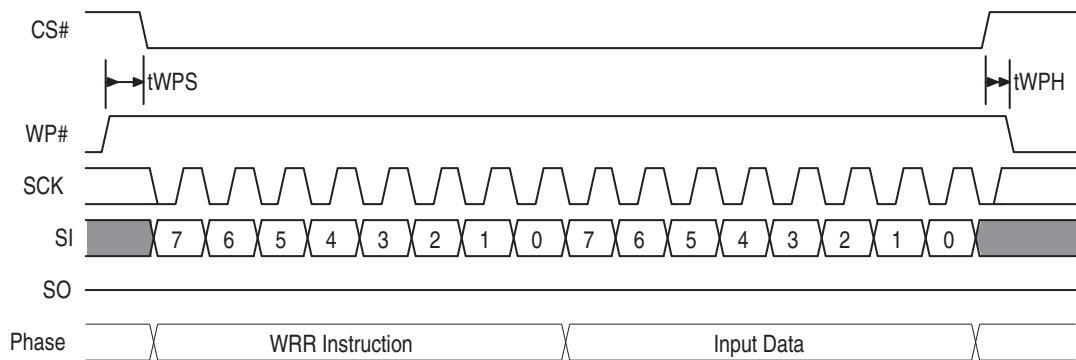 CS#
tWPS
tWPH
WP#
SCK
SI 7 6 5 4 3 2 1 0 7 6 5 4 3 2 1 0
SO
Phase WRR Instruction Input Data